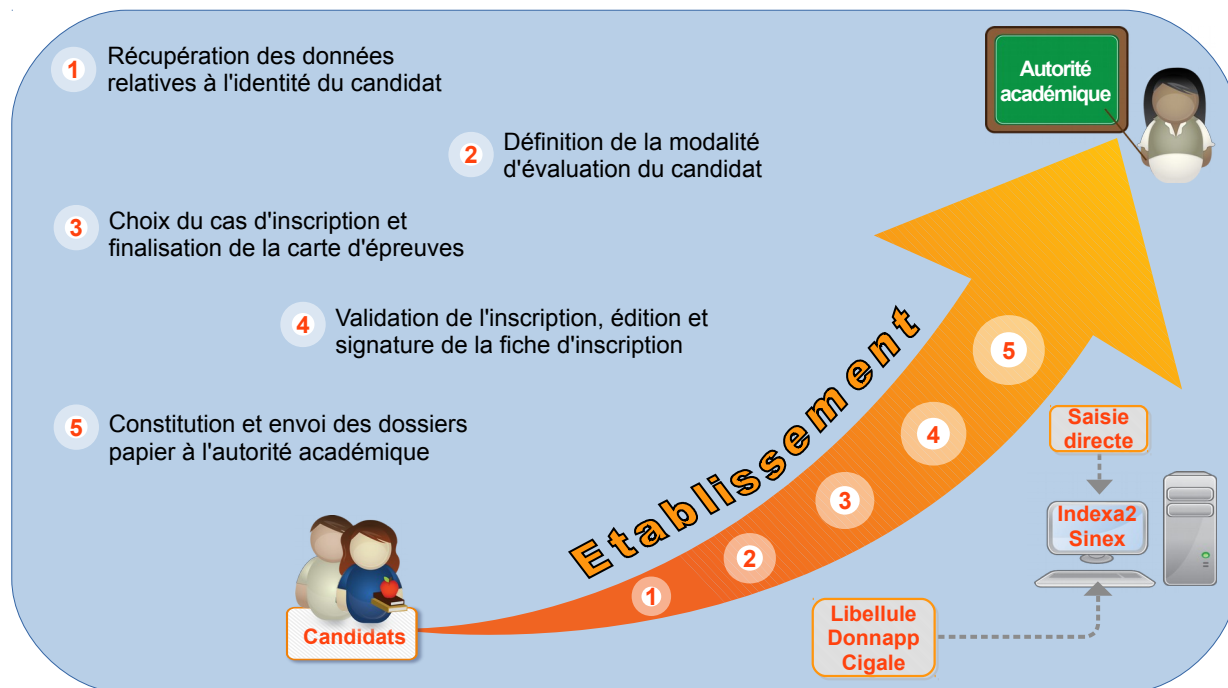 1
Récupération des données
relatives à l'identité du candidat
2
Définition de la modalité
d'évaluation du candidat
3
Choix du cas d'inscription et
finalisation de la carte d'épreuves
4
Validation de l'inscription, édition et
signature de la fiche d'inscription
5
Constitution et envoi des dossiers
papier à l'autorité académique
Autorité
académique
Etablissement
Candidats
1
2
3
4
5
Saisie
directe
Indexa2
Sinex
Libellule
Donnapp
Cigale